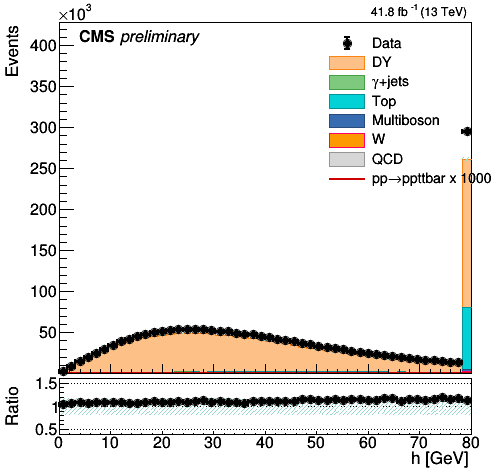 ×10³
41.8 fb⁻¹ (13 TeV)
CMS preliminary
Events
400
350
300
250
200
150
100
50
Data
DY
γ+jets
Top
Multiboson
W
QCD
pp→ppttbar x 1000
Ratio
1.5
1
0.5
0 10 20 30 40 50 60 70 80
h [GeV]